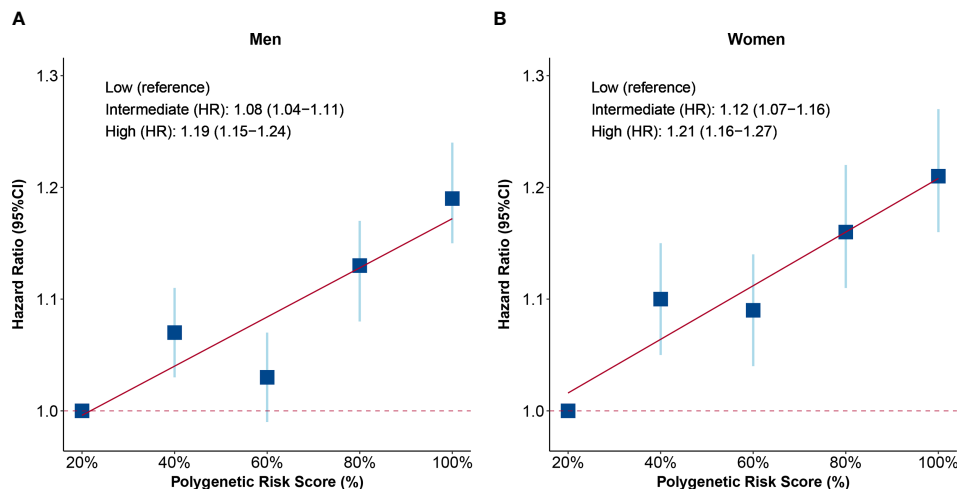 A
Men
Low (reference)
Intermediate (HR): 1.08 (1.04−1.11)
High (HR): 1.19 (1.15−1.24)
Hazard Ratio (95%CI)
1.3
1.2
1.1
1.0
20% 40% 60% 80% 100%
Polygenetic Risk Score (%)
B
Women
Low (reference)
Intermediate (HR): 1.12 (1.07−1.16)
High (HR): 1.21 (1.16−1.27)
Hazard Ratio (95%CI)
1.3
1.2
1.1
1.0
20% 40% 60% 80% 100%
Polygenetic Risk Score (%)